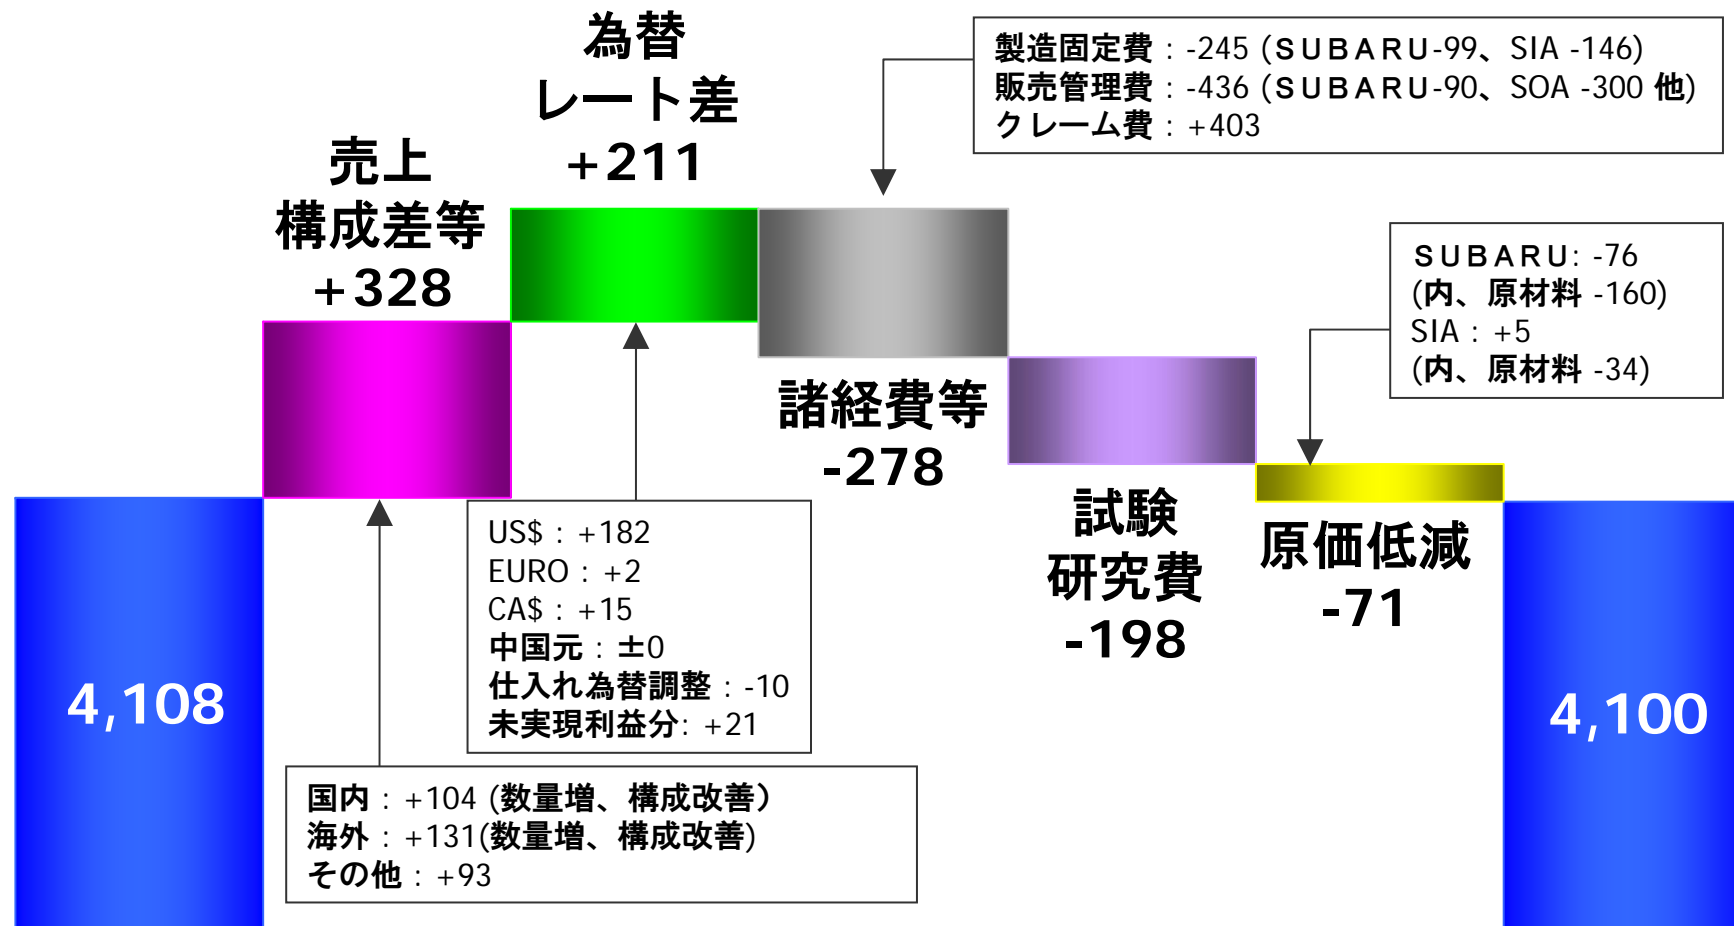 為替
レート差
+211
製造固定費 : -245 (ＳＵＢＡＲＵ-99、SIA -146)
販売管理費 : -436 (ＳＵＢＡＲＵ-90、SOA -300 他)
クレーム費 : +403
売上
構成差等
+328
ＳＵＢＡＲＵ: -76
(内、原材料 -160)
SIA : +5
(内、原材料 -34)
諸経費等
-278
試験
研究費
-198
原価低減
-71
US$ : +182
EURO : +2
CA$ : +15
中国元 : ±0
仕入れ為替調整 : -10
未実現利益分: +21
4,108
4,100
国内 : +104 (数量増、構成改善）
海外 : +131(数量増、構成改善)
その他 : +93